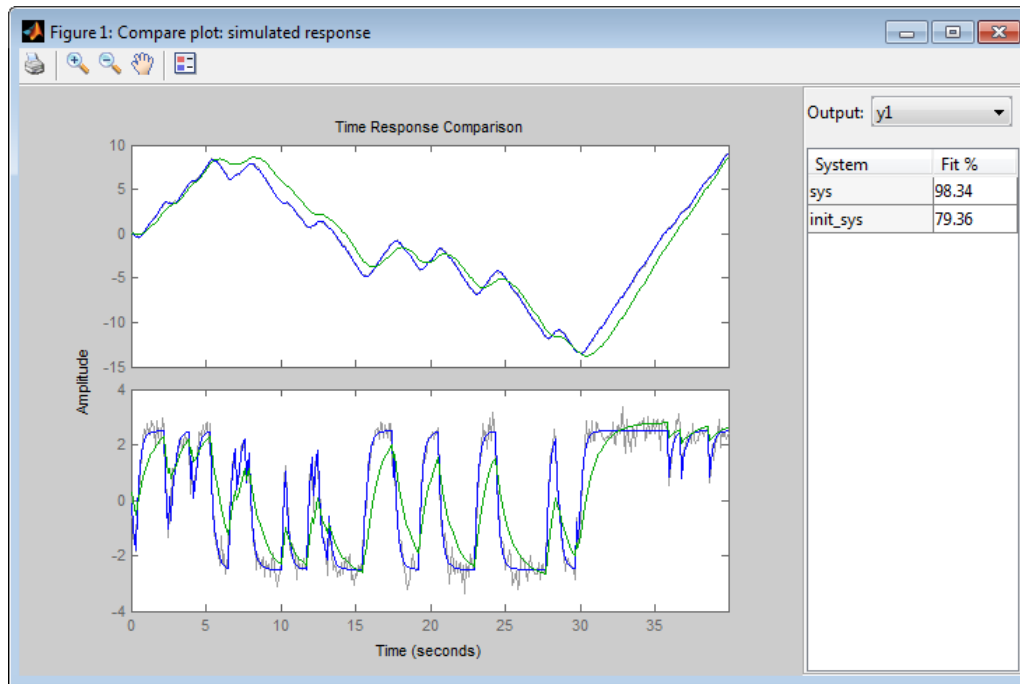 Figure 1: Compare plot: simulated response
Output: y1
System Fit %
sys 98.34
init_sys 79.36
Time Response Comparison
10
5
0
-5
-10
-15
Amplitude
4
2
0
-2
-4
0 5 10 15 20 25 30 35
Time (seconds)